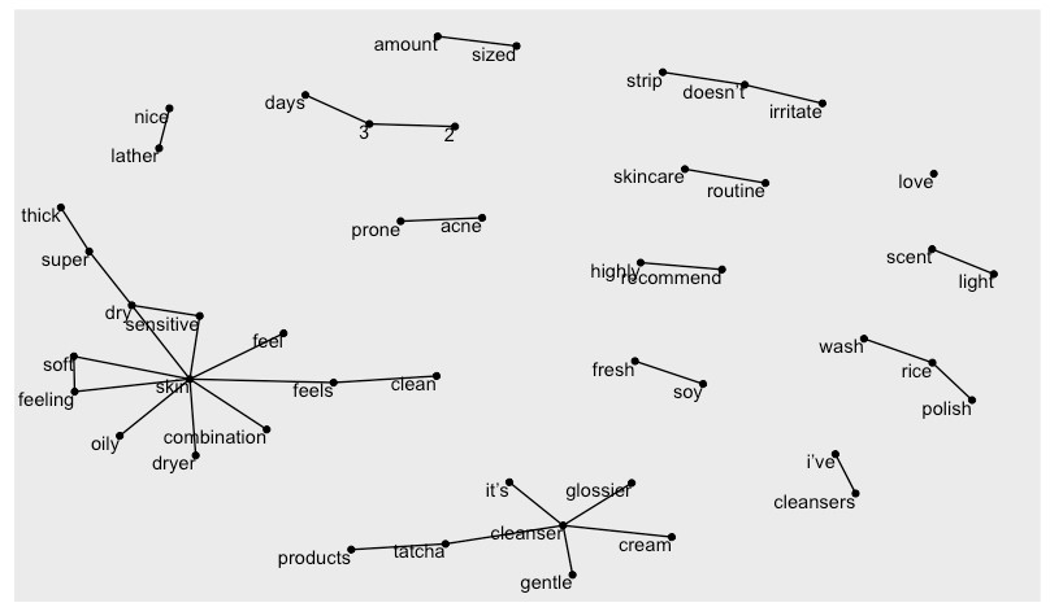 amount
sized
strip
doesn't
irritate
days
3
2
nice
lather
skincare
routine
love
thick
super
prone
acne
scent
light
highly
recommend
dry
sensitive
feel
wash
rice
polish
soft
feeling
skin
feels
clean
fresh
soy
oily
combination
dryer
i've
cleansers
it's
glossier
cleanser
cream
products
tatcha
gentle